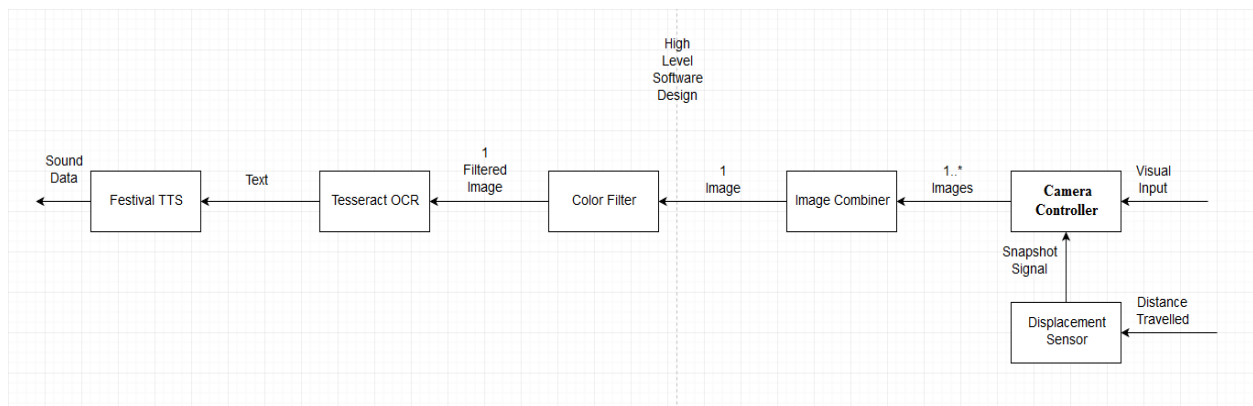 High
Level
Software
Design
Sound
Data
Festival TTS
Text
Tesseract OCR
1
Filtered
Image
Color Filter
1
Image
Image Combiner
1..*
Images
Camera
Controller
Visual
Input
Snapshot
Signal
Displacement
Sensor
Distance
Travelled